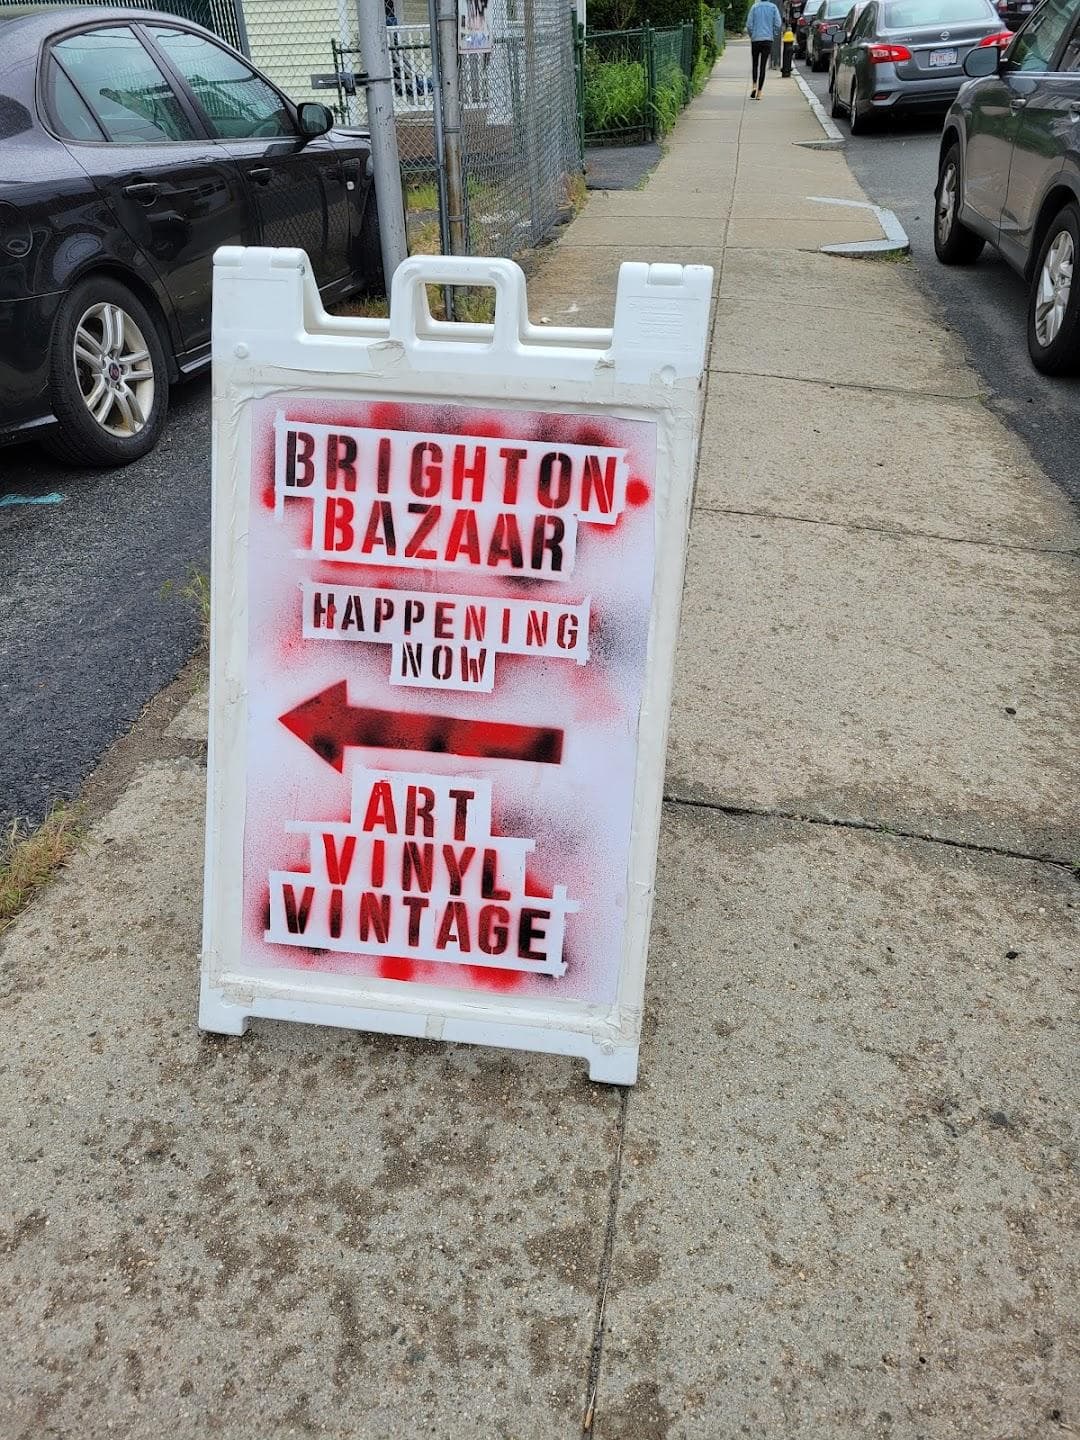 BRIGHTON
BAZAAR
HAPPENING
NOW
ART
VINYL
VINTAGE